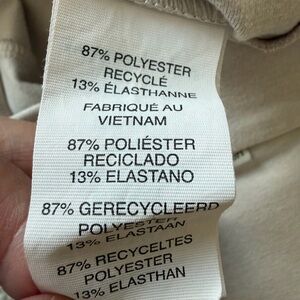 87% POLYESTER
RECYCLÉ
13% ÉLASTHANNE
FABRIQUÉ AU
VIETNAM
87% POLIÉSTER
RECICLADO
13% ELASTANO
87% GERECYCLEERD
POLYESTER
13% ELASTAAN
87% RECYCELTES
POLYESTER
13% ELASTHAN